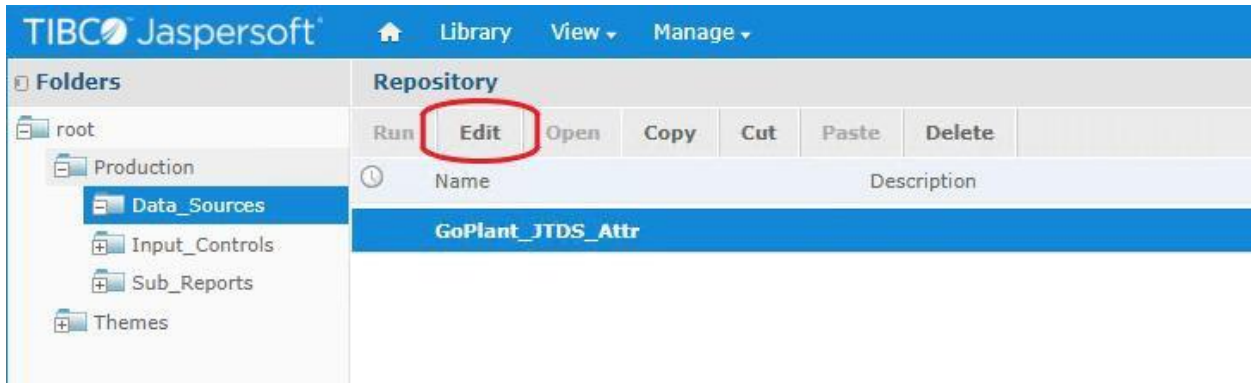 TIBCO Jaspersoft Library View Manage
Folders
Repository
root
Production
Data_Sources
Input_Controls
Sub_Reports
Themes
Run Edit Open Copy Cut Paste Delete
Name Description
GoPlant_JTDS_Attr